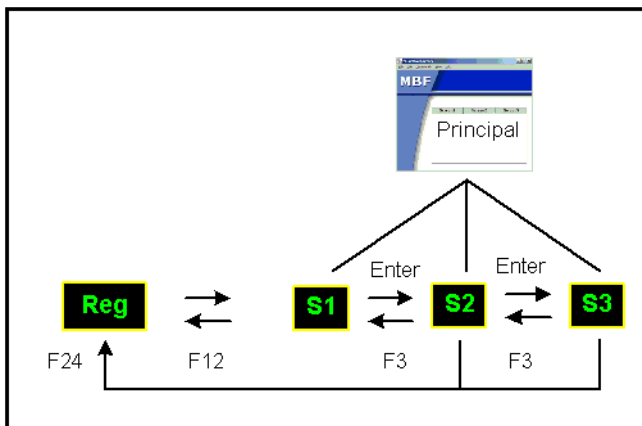 MBF
Principal
Enter
Enter
Reg
S1
S2
S3
F24
F12
F3
F3